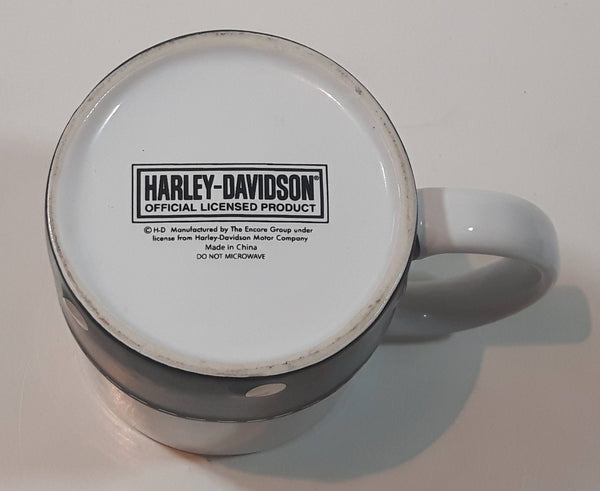 HARLEY-DAVIDSON®
OFFICIAL LICENSED PRODUCT
© H-D Manufactured by The Encore Group under
license from Harley-Davidson Motor Company
Made in China
DO NOT MICROWAVE